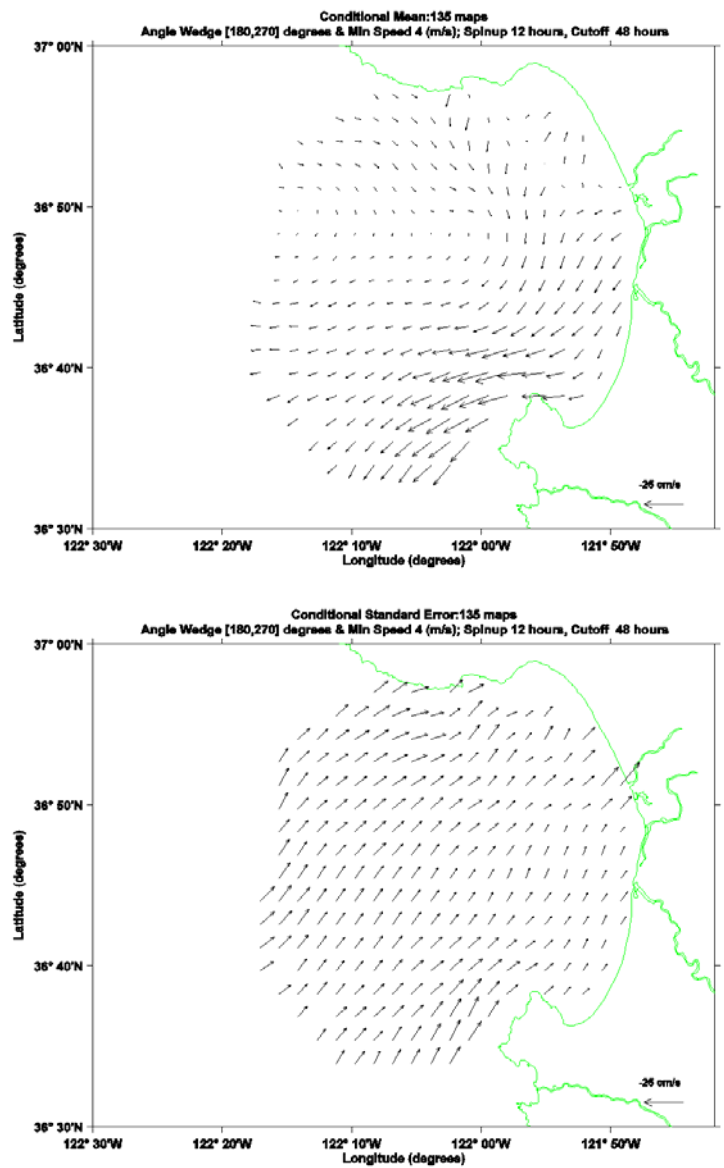 Conditional Mean:135 maps
Angle Wedge [180,270] degrees & Min Speed 4 (m/s); Spinup 12 hours, Cutoff 48 hours
37° 00'N
36° 50'N
36° 40'N
36° 30'N
Latitude (degrees)
-25 cm/s
122° 30'W 122° 20'W 122° 10'W 122° 00'W 121° 50'W
Longitude (degrees)
Conditional Standard Error:135 maps
Angle Wedge [180,270] degrees & Min Speed 4 (m/s); Spinup 12 hours, Cutoff 48 hours
37° 00'N
36° 50'N
36° 40'N
36° 30'N
Latitude (degrees)
-25 cm/s
122° 30'W 122° 20'W 122° 10'W 122° 00'W 121° 50'W
Longitude (degrees)